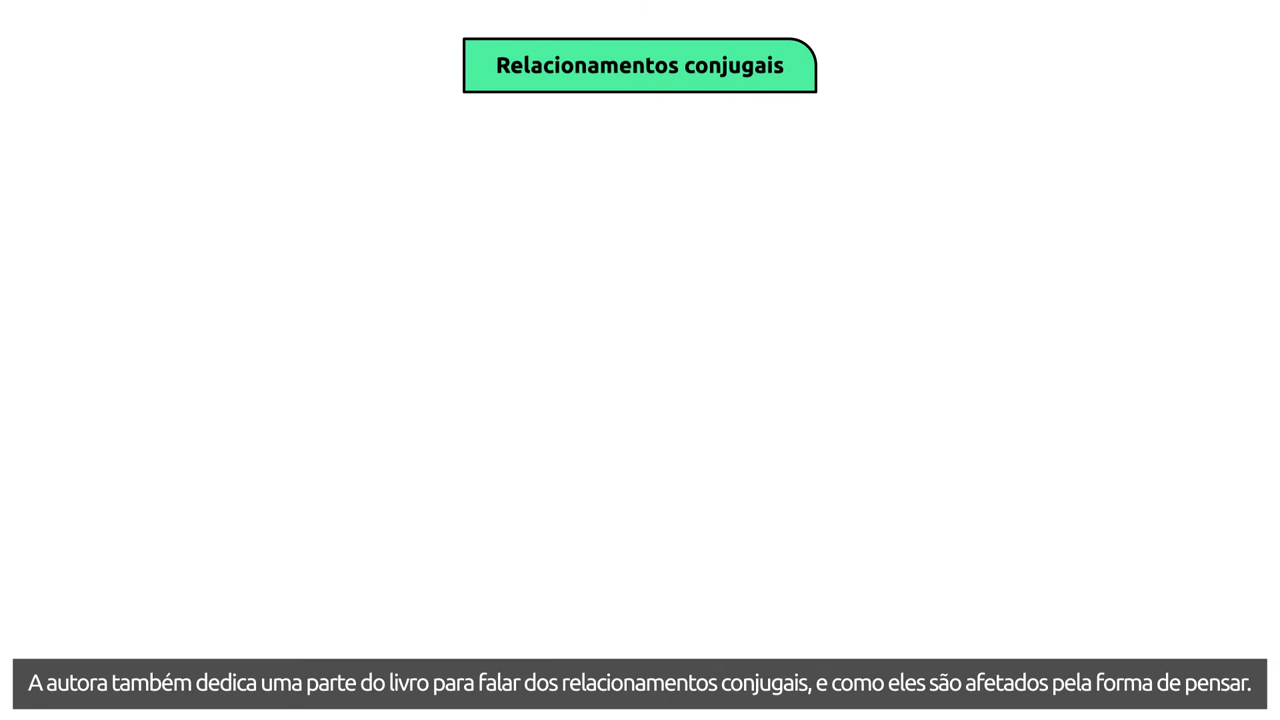 Relacionamentos conjugais
A autora também dedica uma parte do livro para falar dos relacionamentos conjugais, e como eles são afetados pela forma de pensar.